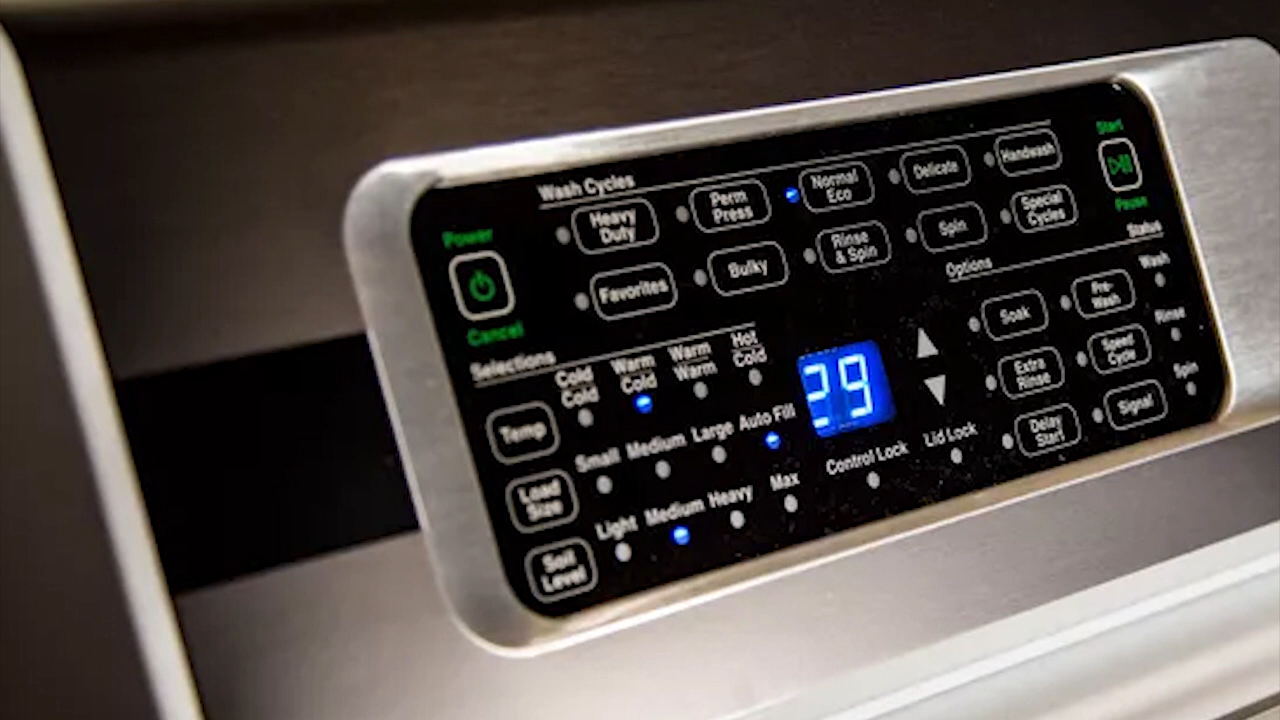 Wash Cycles
Heavy
Duty
Perm
Press
Normal
Eco
Delicate
Handwash
Favorites
Bulky
Rinse
& Spin
Spin
Special
Cycles
Power
Cancel
Start
Pause
Selections
Cold
Cold
Warm
Cold
Warm
Warm
Hot
Cold
Temp
Small Medium Large Auto Fill
Load
Size
Light Medium Heavy Max
Soil
Level
29
Control Lock
Lid Lock
Options
Soak
Pre-
Wash
Extra
Rinse
Speed
Cycle
Delay
Start
Signal
Status
Wash
Rinse
Spin